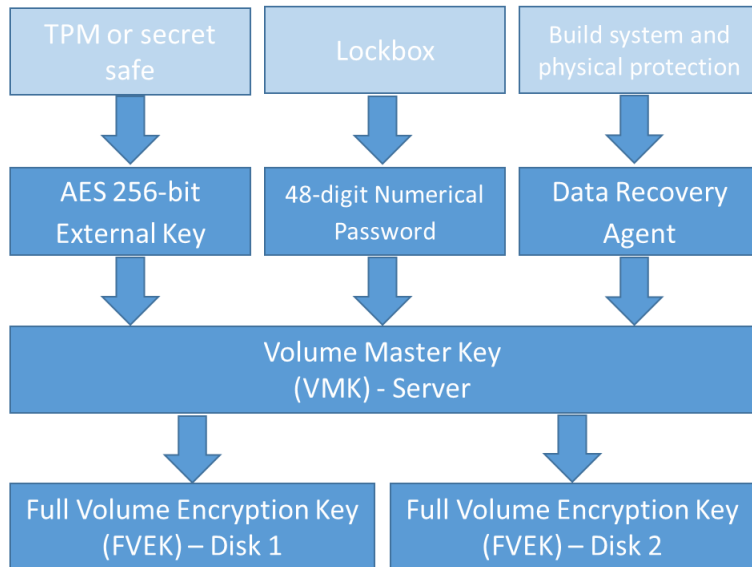 TPM or secret
safe
Lockbox
Build system and
physical protection
AES 256-bit
External Key
48-digit Numerical
Password
Data Recovery
Agent
Volume Master Key
(VMK) - Server
Full Volume Encryption Key
(FVEK) – Disk 1
Full Volume Encryption Key
(FVEK) – Disk 2